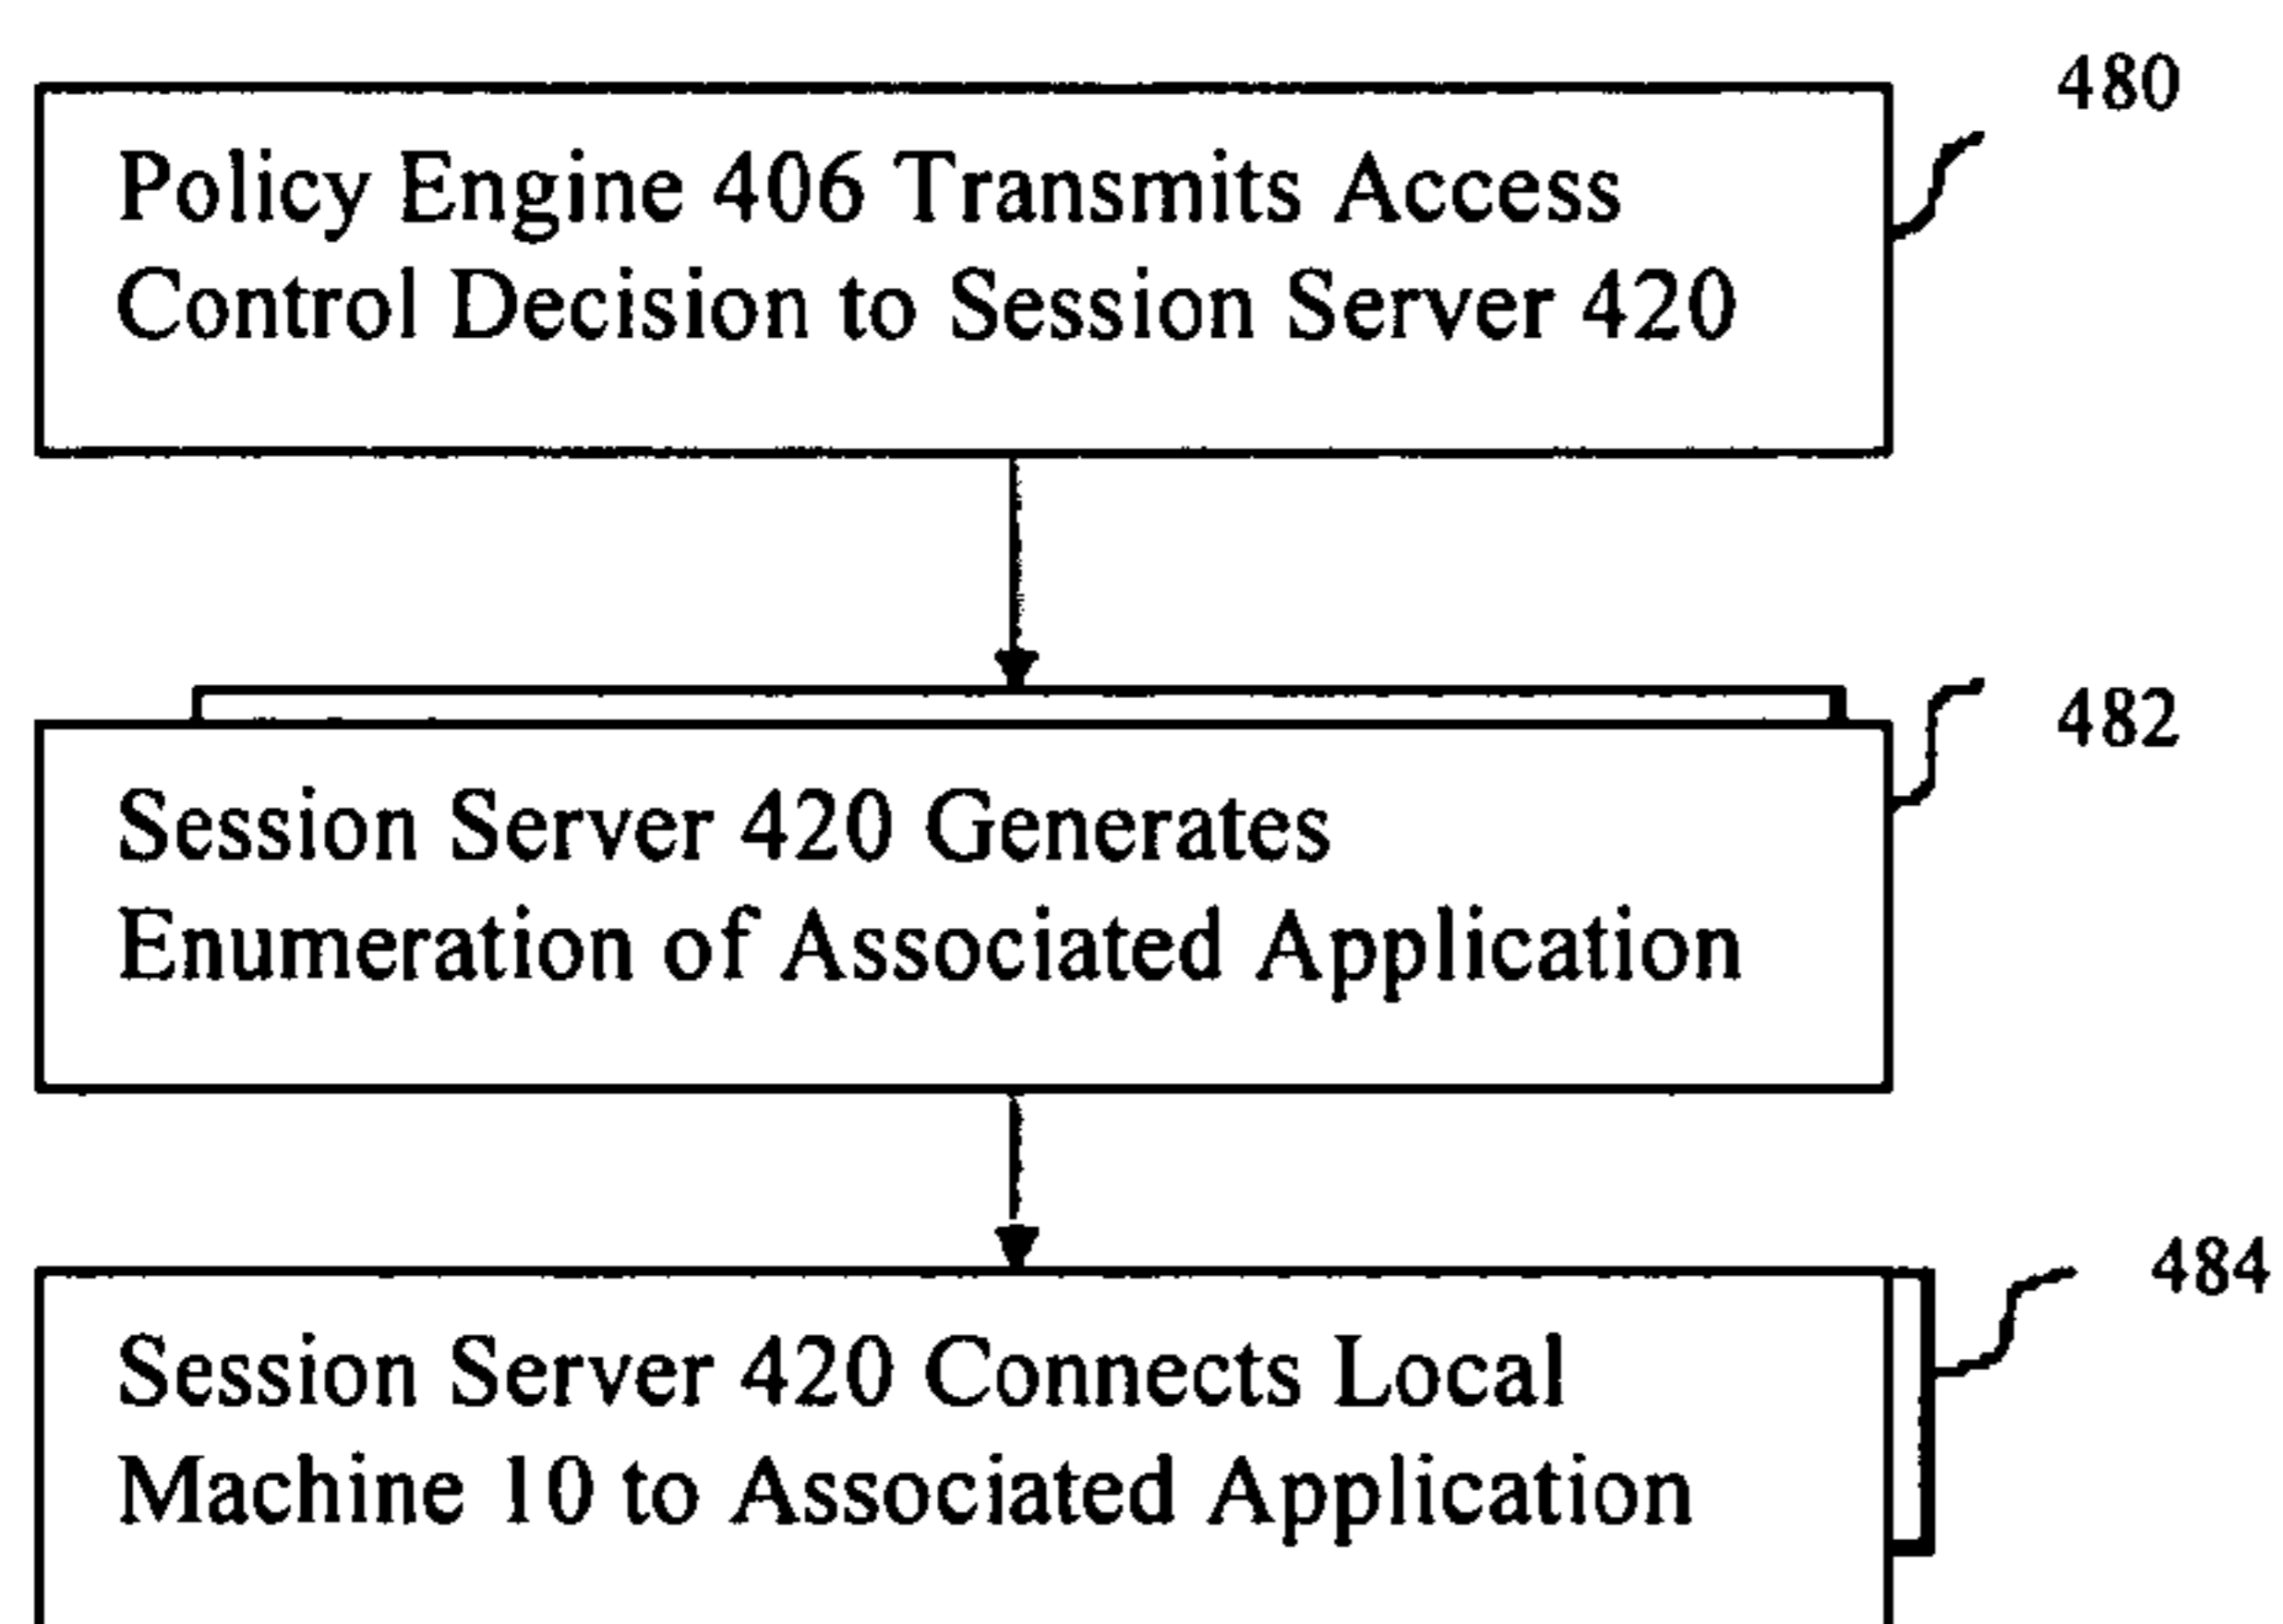 480
Policy Engine 406 Transmits Access
Control Decision to Session Server 420
482
Session Server 420 Generates
Enumeration of Associated Application
484
Session Server 420 Connects Local
Machine 10 to Associated Application